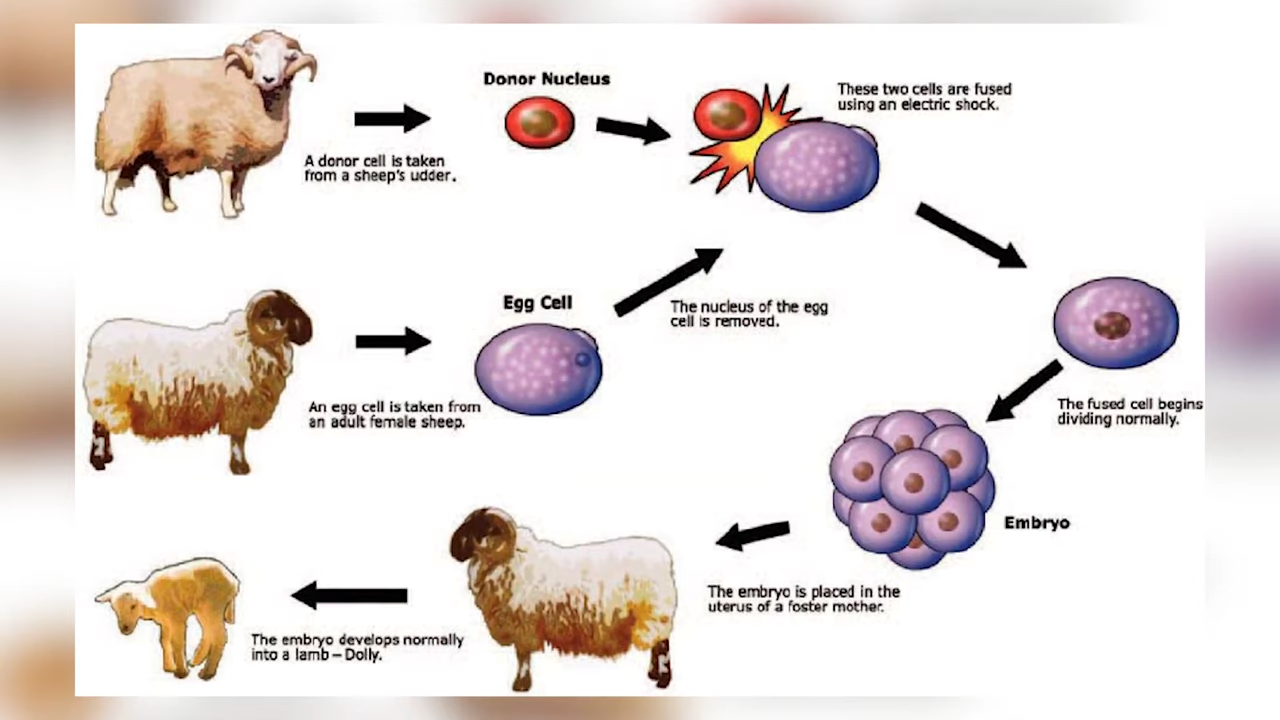 Donor Nucleus
These two cells are fused
using an electric shock.
A donor cell is taken
from a sheep's udder.
Egg Cell
The nucleus of the egg
cell is removed.
An egg cell is taken from
an adult female sheep.
The fused cell begins
dividing normally.
Embryo
The embryo is placed in the
uterus of a foster mother.
The embryo develops normally
into a lamb – Dolly.